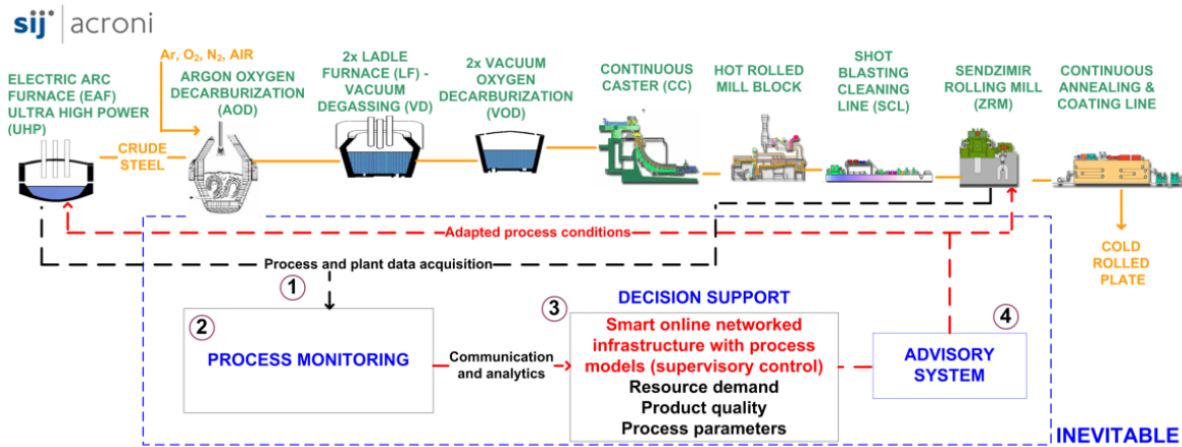 sij acroni
Ar, O₂, N₂, AIR
ELECTRIC ARC
FURNACE (EAF)
ULTRA HIGH POWER
(UHP)
CRUDE
STEEL
ARGON OXYGEN
DECARBURIZATION
(AOD)
2x LADLE
FURNACE (LF) -
VACUUM
DEGASSING (VD)
2x VACUUM
OXYGEN
DECARBURIZATION
(VOD)
CONTINUOUS
CASTER (CC)
HOT ROLLED
MILL BLOCK
SHOT
BLASTING
CLEANING
LINE (SCL)
SENDZIMIR
ROLLING MILL
(ZRM)
CONTINUOUS
ANNEALING &
COATING LINE
COLD
ROLLED
PLATE
Adapted process conditions
Process and plant data acquisition
1
2
PROCESS MONITORING
Communication
and analytics
DECISION SUPPORT
3
Smart online networked
infrastructure with process
models (supervisory control)
Resource demand
Product quality
Process parameters
4
ADVISORY
SYSTEM
INEVITABLE